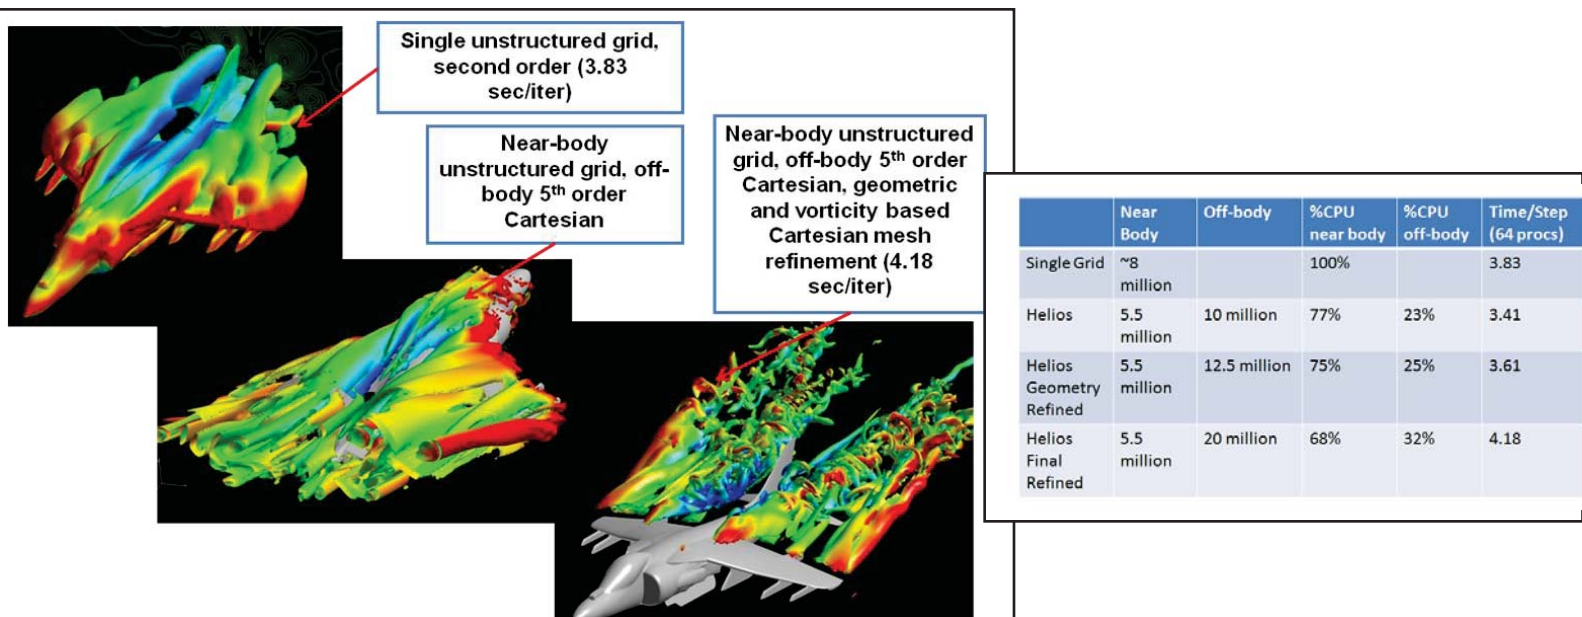 Single unstructured grid,
second order (3.83
sec/iter)
Near-body
unstructured grid, off-
body 5th order
Cartesian
Near-body unstructured
grid, off-body 5th order
Cartesian, geometric
and vorticity based
Cartesian mesh
refinement (4.18
sec/iter)
Near Body | Off-body | %CPU near body | %CPU off-body | Time/Step (64 procs)
Single Grid | ~8 million | | 100% | | 3.83
Helios | 5.5 million | 10 million | 77% | 23% | 3.41
Helios Geometry Refined | 5.5 million | 12.5 million | 75% | 25% | 3.61
Helios Final Refined | 5.5 million | 20 million | 68% | 32% | 4.18